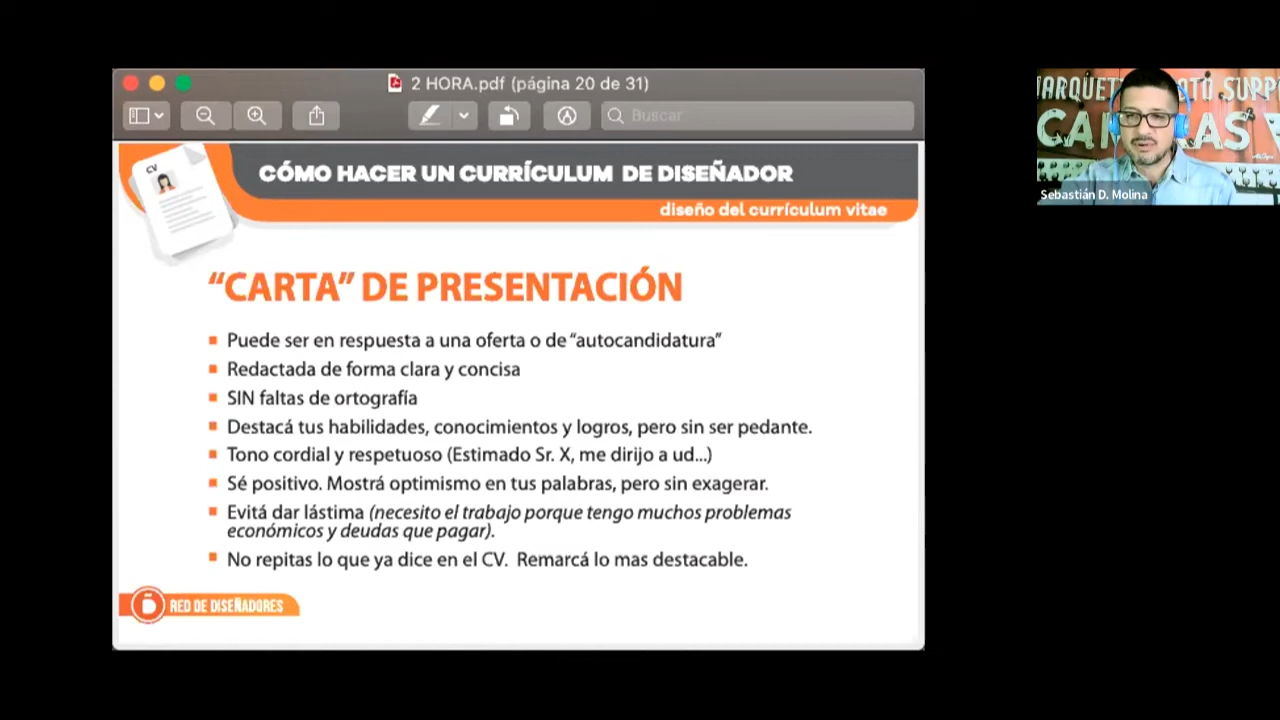 2 HORA.pdf (página 20 de 31)
Buscar
CV
CÓMO HACER UN CURRÍCULUM DE DISEÑADOR
diseño del currículum vitae
“CARTA” DE PRESENTACIÓN
Puede ser en respuesta a una oferta o de “autocandidatura”
Redactada de forma clara y concisa
SIN faltas de ortografía
Destacá tus habilidades, conocimientos y logros, pero sin ser pedante.
Tono cordial y respetuoso (Estimado Sr. X, me dirijo a ud...)
Sé positivo. Mostrá optimismo en tus palabras, pero sin exagerar.
Evitá dar lástima (necesito el trabajo porque tengo muchos problemas
económicos y deudas que pagar).
No repitas lo que ya dice en el CV. Remarcá lo mas destacable.
RED DE DISEÑADORES
Sebastián D. Molina